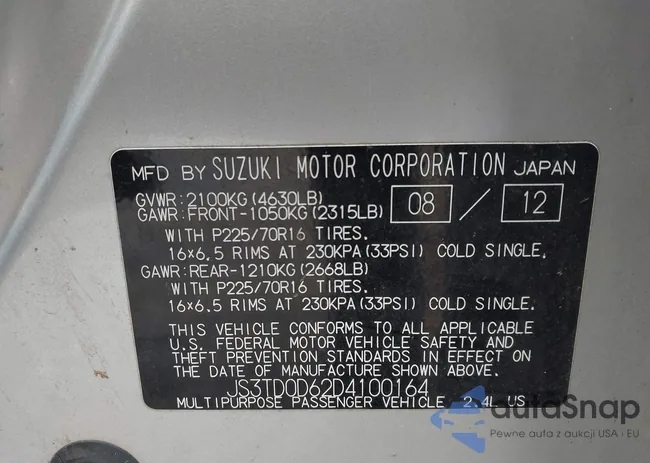 MFD BY SUZUKI MOTOR CORPORATION JAPAN
GVWR:2100KG(4630LB)
GAWR:FRONT-1050KG(2315LB) 08 / 12
WITH P225/70R16 TIRES.
16×6.5 RIMS AT 230KPA(33PSI) COLD SINGLE.
GAWR:REAR-1210KG(2668LB)
WITH P225/70R16 TIRES.
16×6.5 RIMS AT 230KPA(33PSI) COLD SINGLE.
THIS VEHICLE CONFORMS TO ALL APPLICABLE
U.S. FEDERAL MOTOR VEHICLE SAFETY AND
THEFT PREVENTION STANDARDS IN EFFECT ON
THE DATE OF MANUFACTURE SHOWN ABOVE.
JS3TD0D62D4100164
MULTIPURPOSE PASSENGER VEHICLE 2.4L US
autoSnap
Pewne auta z aukcji USA i EU